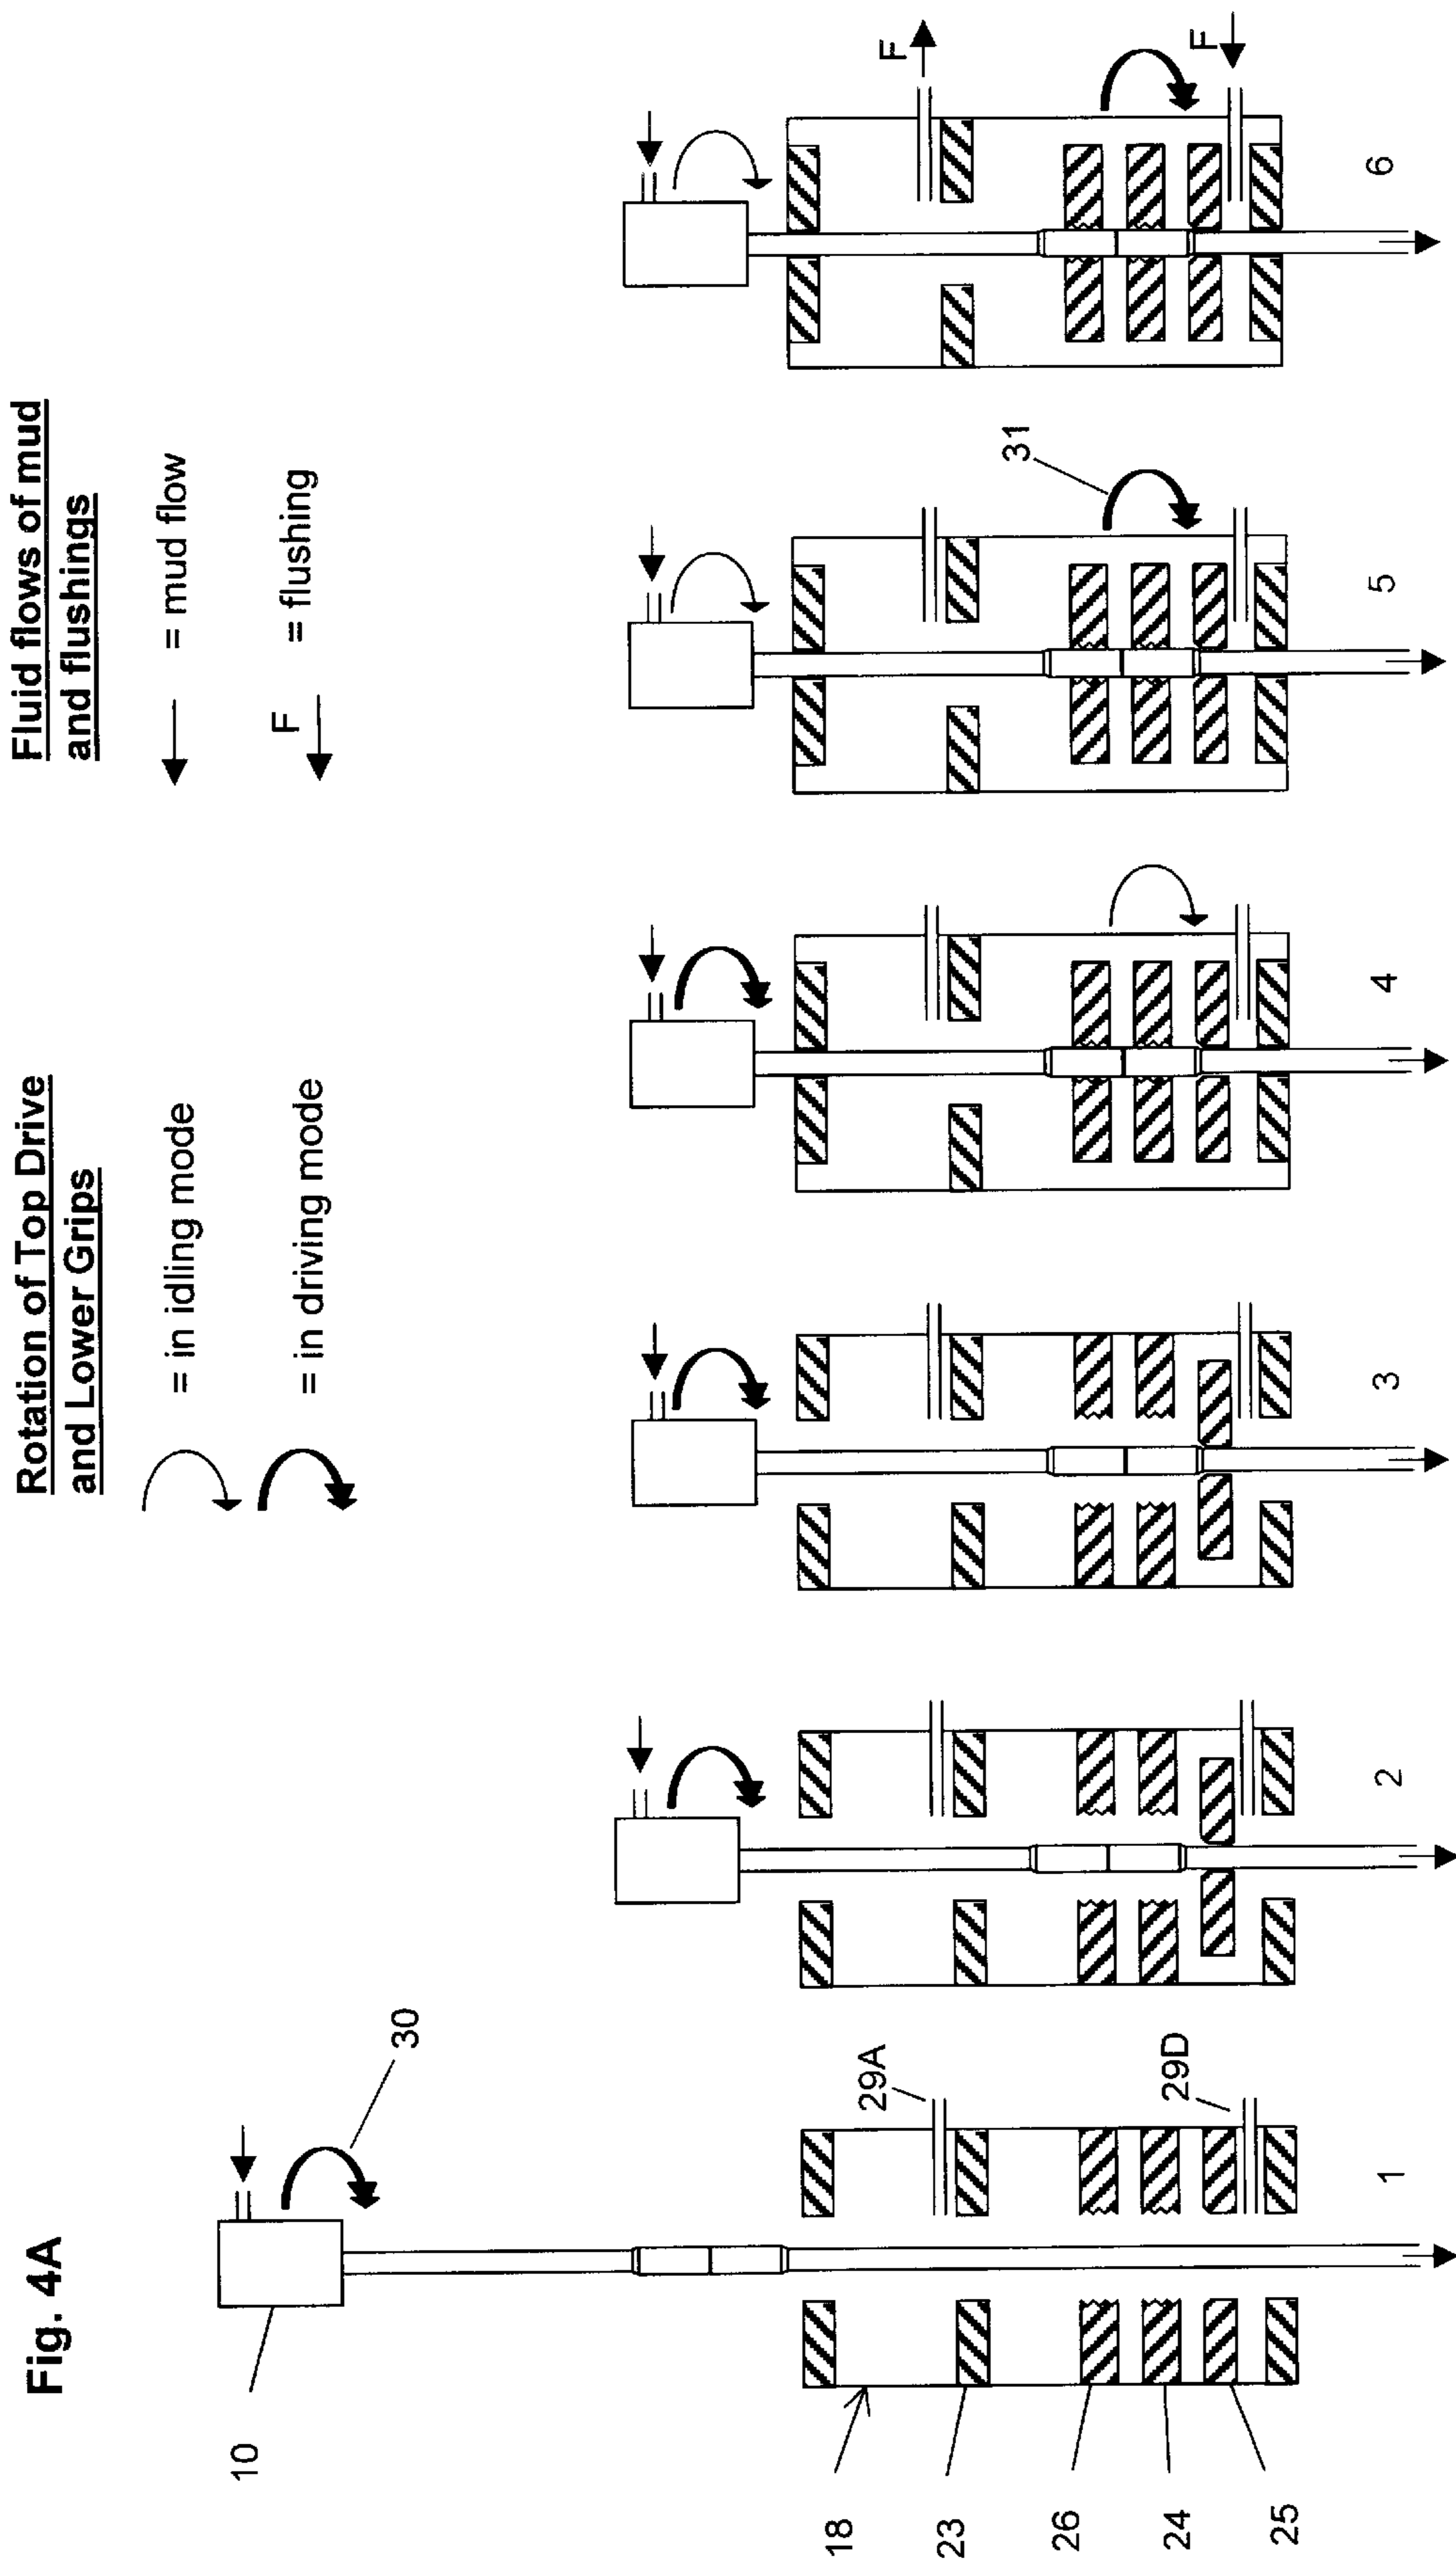 Fig. 4A
Rotation of Top Drive
and Lower Grips
= in idling mode
= in driving mode
Fluid flows of mud
and flushings
= mud flow
F
= flushing
10
30
18
23
26
24
25
29A
29D
31
F
F
1
2
3
4
5
6